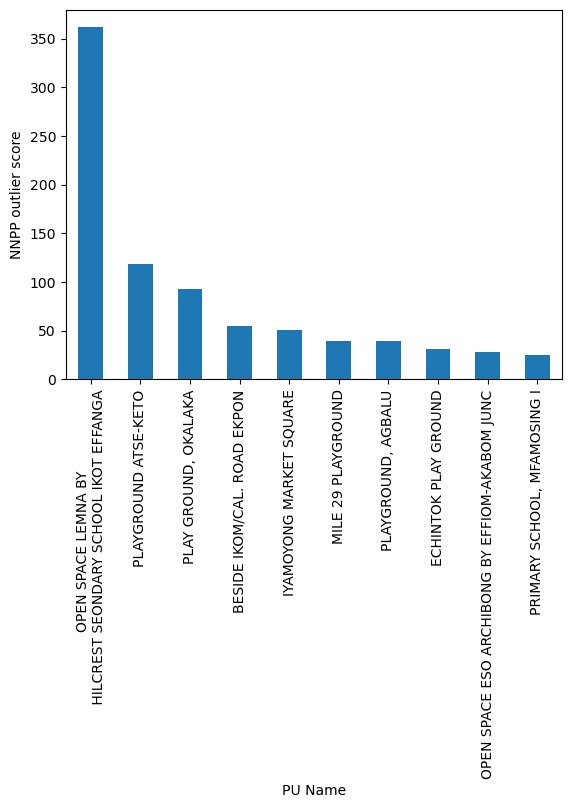 350
300
250
200
150
100
50
0
NNPP outlier score
OPEN SPACE LEMNA BY
HILCREST SEONDARY SCHOOL IKOT EFFANGA
PLAYGROUND ATSE-KETO
PLAY GROUND, OKALAKA
BESIDE IKOM/CAL. ROAD EKPON
IYAMOYONG MARKET SQUARE
MILE 29 PLAYGROUND
PLAYGROUND, AGBALU
ECHINTOK PLAY GROUND
OPEN SPACE ESO ARCHIBONG BY EFFIOM-AKABOM JUNC
PRIMARY SCHOOL, MFAMOSING I
PU Name